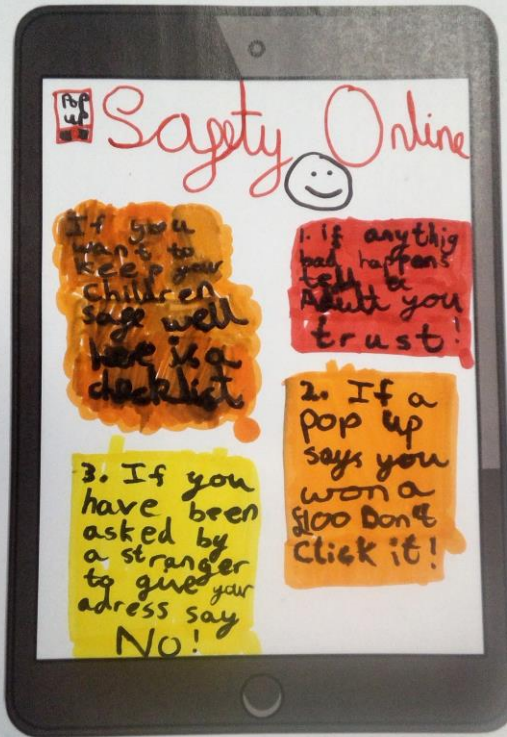 Pop
up
Safety Online
If you
want to
keep your
children
safe well
here is a
checklist
1. if anythig
bad happens
tell a
Adult you
trust!
2. If a
pop up
says you
won a
£100 Don't
Click it!
3. If you
have been
asked by
a stranger
to give your
adress say
No!